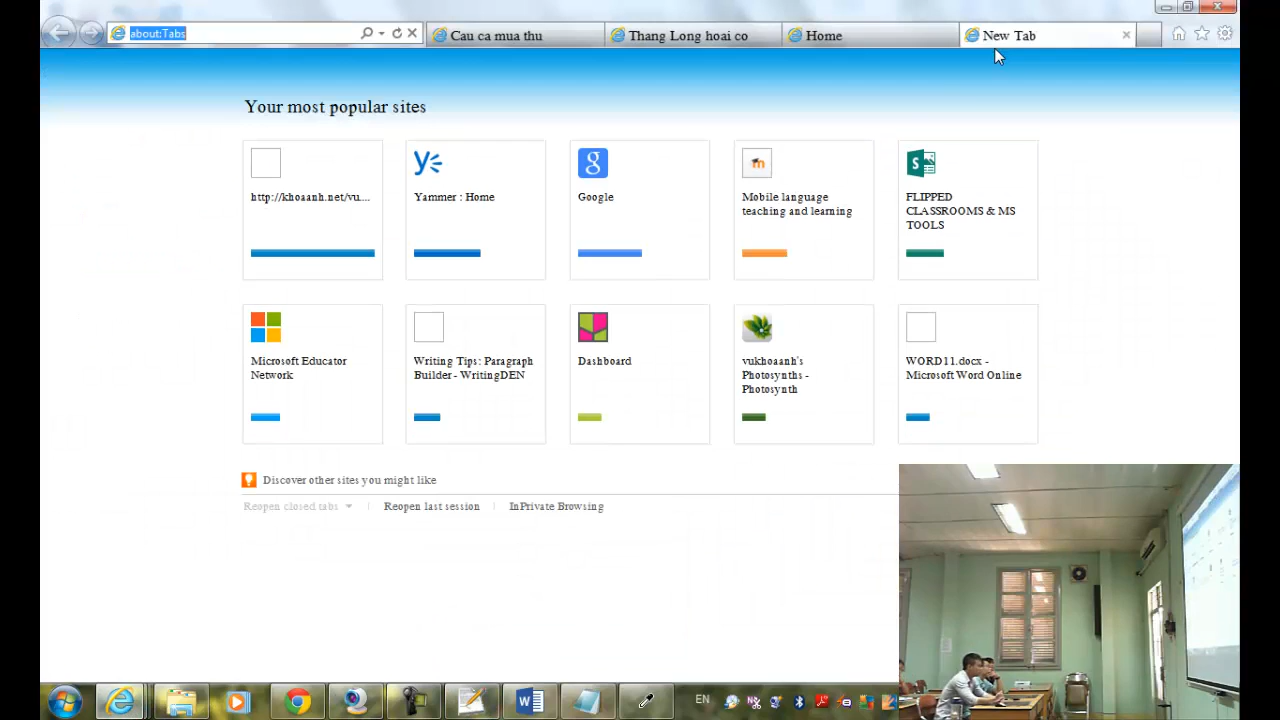 about:Tabs
Cau ca mua thu
Thang Long hoai co
Home
New Tab
Your most popular sites
http://khoaanh.net/vu....
Yammer : Home
g
Google
m
Mobile language
teaching and learning
S
FLIPPED
CLASSROOMS & MS
TOOLS
Microsoft Educator
Network
Writing Tips: Paragraph
Builder - WritingDEN
Dashboard
vukhoaanh's
Photosynths -
Photosynth
WORD11.docx -
Microsoft Word Online
Discover other sites you might like
Reopen closed tabs
Reopen last session
InPrivate Browsing
W
EN